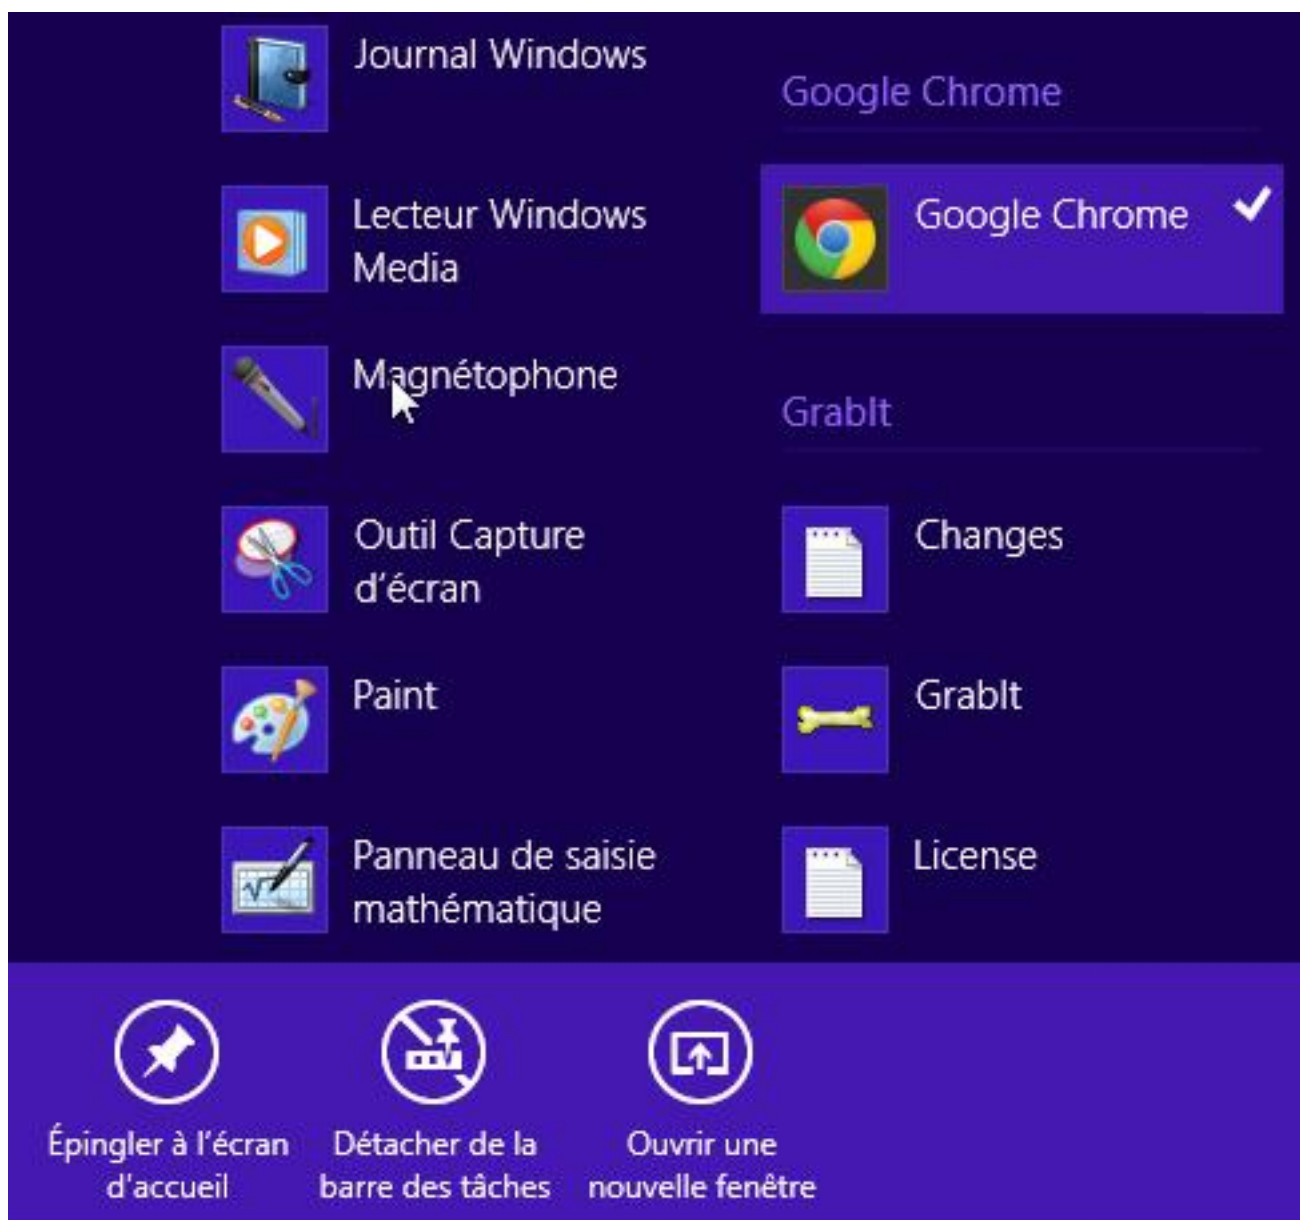 Journal Windows
Lecteur Windows
Media
Magnétophone
Outil Capture
d'écran
Paint
Panneau de saisie
mathématique
Google Chrome
Google Chrome
GrabIt
Changes
GrabIt
License
Épingler à l'écran
d'accueil
Détacher de la
barre des tâches
Ouvrir une
nouvelle fenêtre